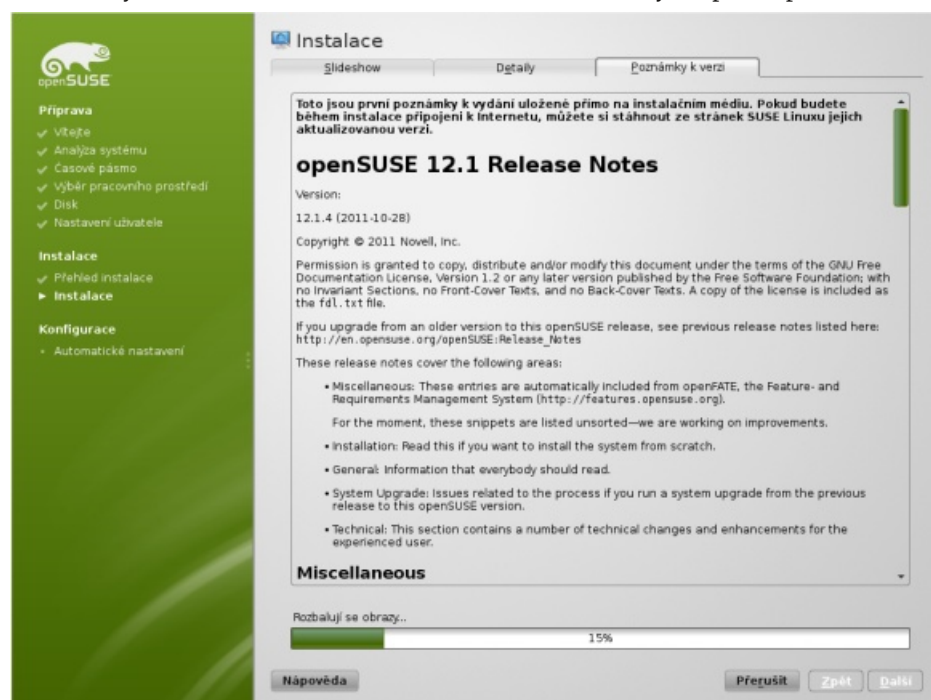 openSUSE
Příprava
Vítejte
Analýza systému
Časové pásmo
Výběr pracovního prostředí
Disk
Nastavení uživatele
Instalace
Přehled instalace
Instalace
Konfigurace
Automatické nastavení
Instalace
Slideshow
Detaily
Poznámky k verzi
Toto jsou první poznámky k vydání uložené přímo na instalačním médiu. Pokud budete
během instalace připojeni k Internetu, můžete si stáhnout ze stránek SUSE Linuxu jejich
aktualizovanou verzi.
openSUSE 12.1 Release Notes
Version:
12.1.4 (2011-10-28)
Copyright © 2011 Novell, Inc.
Permission is granted to copy, distribute and/or modify this document under the terms of the GNU Free
Documentation License, Version 1.2 or any later version published by the Free Software Foundation; with
no Invariant Sections, no Front-Cover Texts, and no Back-Cover Texts. A copy of the license is included as
the fdl.txt file.
If you upgrade from an older version to this openSUSE release, see previous release notes listed here:
http://en.opensuse.org/openSUSE:Release_Notes
These release notes cover the following areas:
• Miscellaneous: These entries are automatically included from openFATE, the Feature- and
Requirements Management System (http://features.opensuse.org).
For the moment, these snippets are listed unsorted—we are working on improvements.
• Installation: Read this if you want to install the system from scratch.
• General: Information that everybody should read.
• System Upgrade: Issues related to the process if you run a system upgrade from the previous
release to this openSUSE version.
• Technical: This section contains a number of technical changes and enhancements for the
experienced user.
Miscellaneous
Rozbalují se obrazy...
15%
Nápověda
Přerušit
Zpět
Další